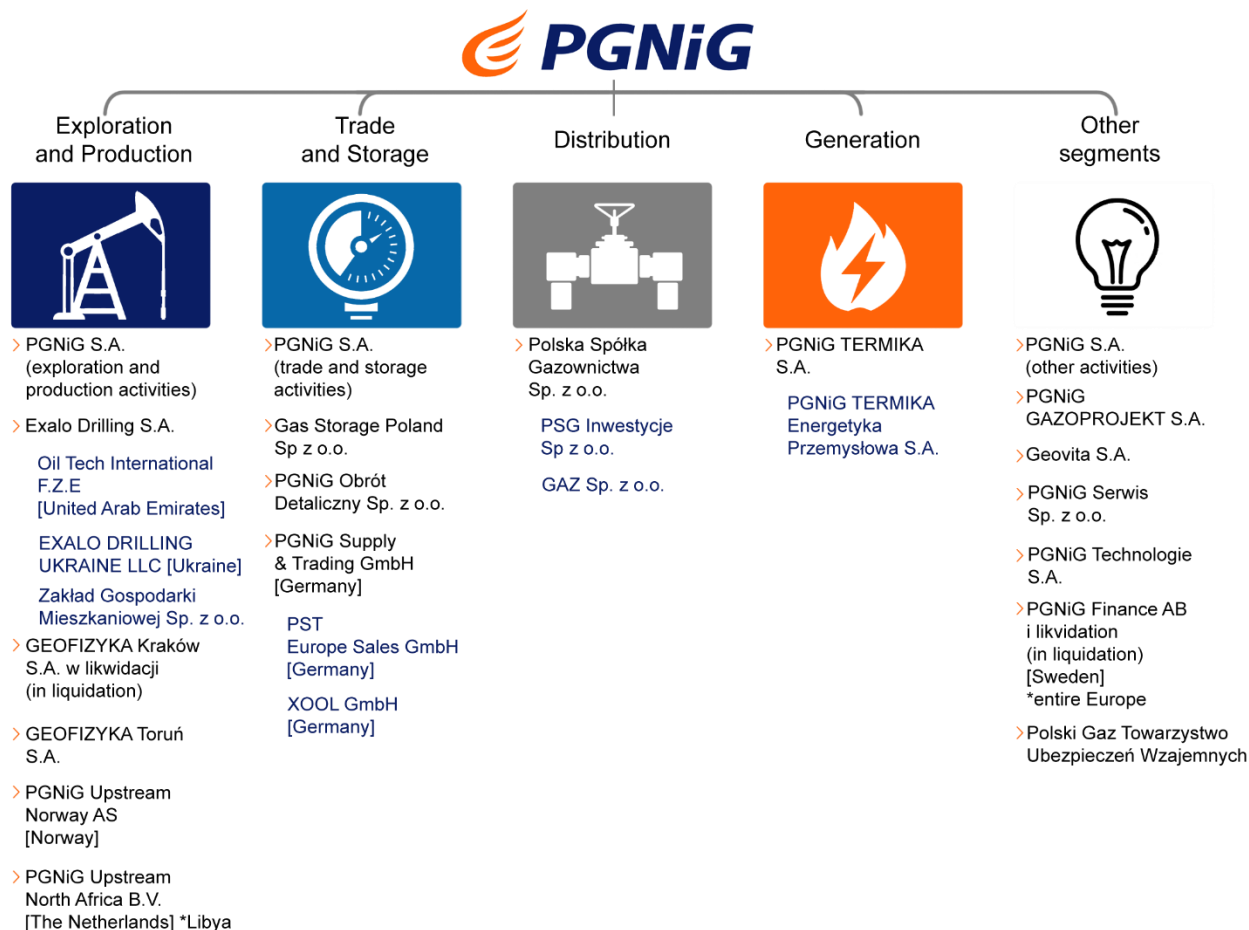 PGNiG
Exploration
and Production
Trade
and Storage
Distribution
Generation
Other
segments
PGNiG S.A.
(exploration and
production activities)
Exalo Drilling S.A.
Oil Tech International
F.Z.E
[United Arab Emirates]
EXALO DRILLING
UKRAINE LLC [Ukraine]
Zakład Gospodarki
Mieszkaniowej Sp. z o.o.
GEOFIZYKA Kraków
S.A. w likwidacji
(in liquidation)
GEOFIZYKA Toruń
S.A.
PGNiG Upstream
Norway AS
[Norway]
PGNiG Upstream
North Africa B.V.
[The Netherlands] *Libya
PGNiG S.A.
(trade and storage
activities)
Gas Storage Poland
Sp z o.o.
PGNiG Obrót
Detaliczny Sp. z o.o.
PGNiG Supply
& Trading GmbH
[Germany]
PST
Europe Sales GmbH
[Germany]
XOOL GmbH
[Germany]
Polska Spółka
Gazownictwa
Sp. z o.o.
PSG Inwestycje
Sp z o.o.
GAZ Sp. z o.o.
PGNiG TERMIKA
S.A.
PGNiG TERMIKA
Energetyka
Przemysłowa S.A.
PGNiG S.A.
(other activities)
PGNiG
GAZOPROJEKT S.A.
Geovita S.A.
PGNiG Serwis
Sp. z o.o.
PGNiG Technologie
S.A.
PGNiG Finance AB
i likvidation
(in liquidation)
[Sweden]
*entire Europe
Polski Gaz Towarzystwo
Ubezpieczeń Wzajemnych